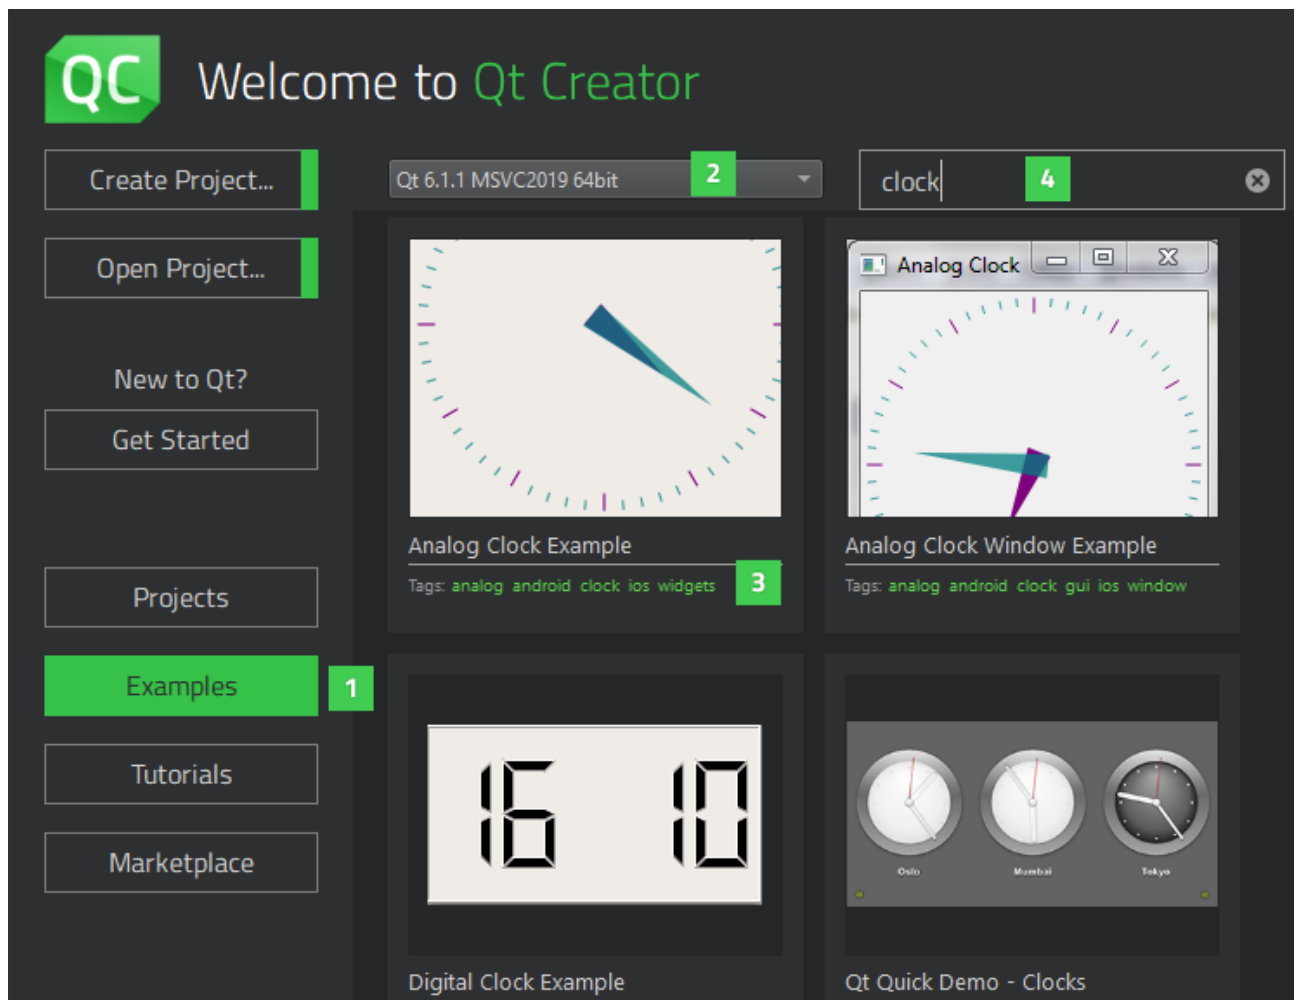 QC
Welcome to Qt Creator
Create Project...
Qt 6.1.1 MSVC2019 64bit
2
clock
4
Open Project...
Analog Clock
New to Qt?
Get Started
Analog Clock Example
Tags: analog android clock ios widgets
3
Analog Clock Window Example
Tags: analog android clock gui ios window
Projects
Examples
1
Tutorials
Marketplace
16 10
Oslo
Mumbai
Tokyo
Digital Clock Example
Qt Quick Demo - Clocks